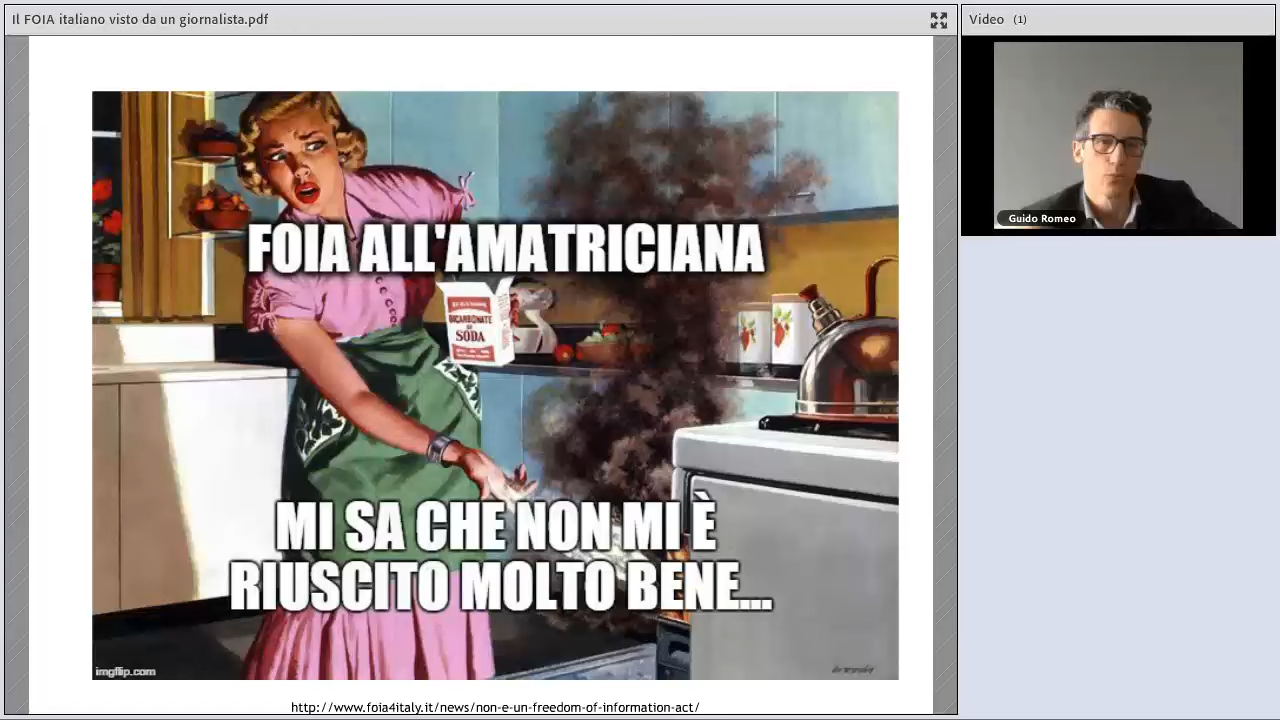 Il FOIA italiano visto da un giornalista.pdf
Video (1)
Guido Romeo
FOIA ALL'AMATRICIANA
BICARBONATE
OF
SODA
MI SA CHE NON MI È
RIUSCITO MOLTO BENE...
imgflip.com
http://www.foia4italy.it/news/non-e-un-freedom-of-information-act/